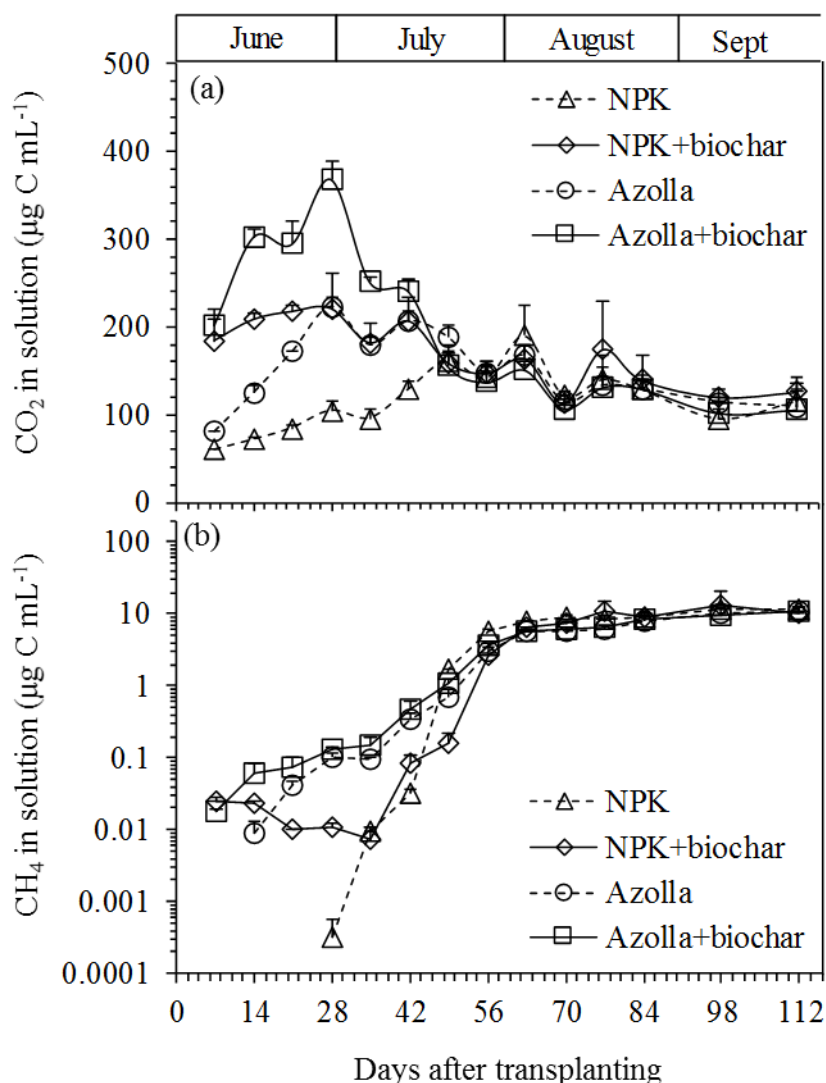 June July August Sept
(a)
500
400
300
200
100
0
CO₂ in solution (µg C mL⁻¹)
NPK
NPK+biochar
Azolla
Azolla+biochar
(b)
100
10
1
0.1
0.01
0.001
0.0001
CH₄ in solution (µg C mL⁻¹)
NPK
NPK+biochar
Azolla
Azolla+biochar
0 14 28 42 56 70 84 98 112
Days after transplanting